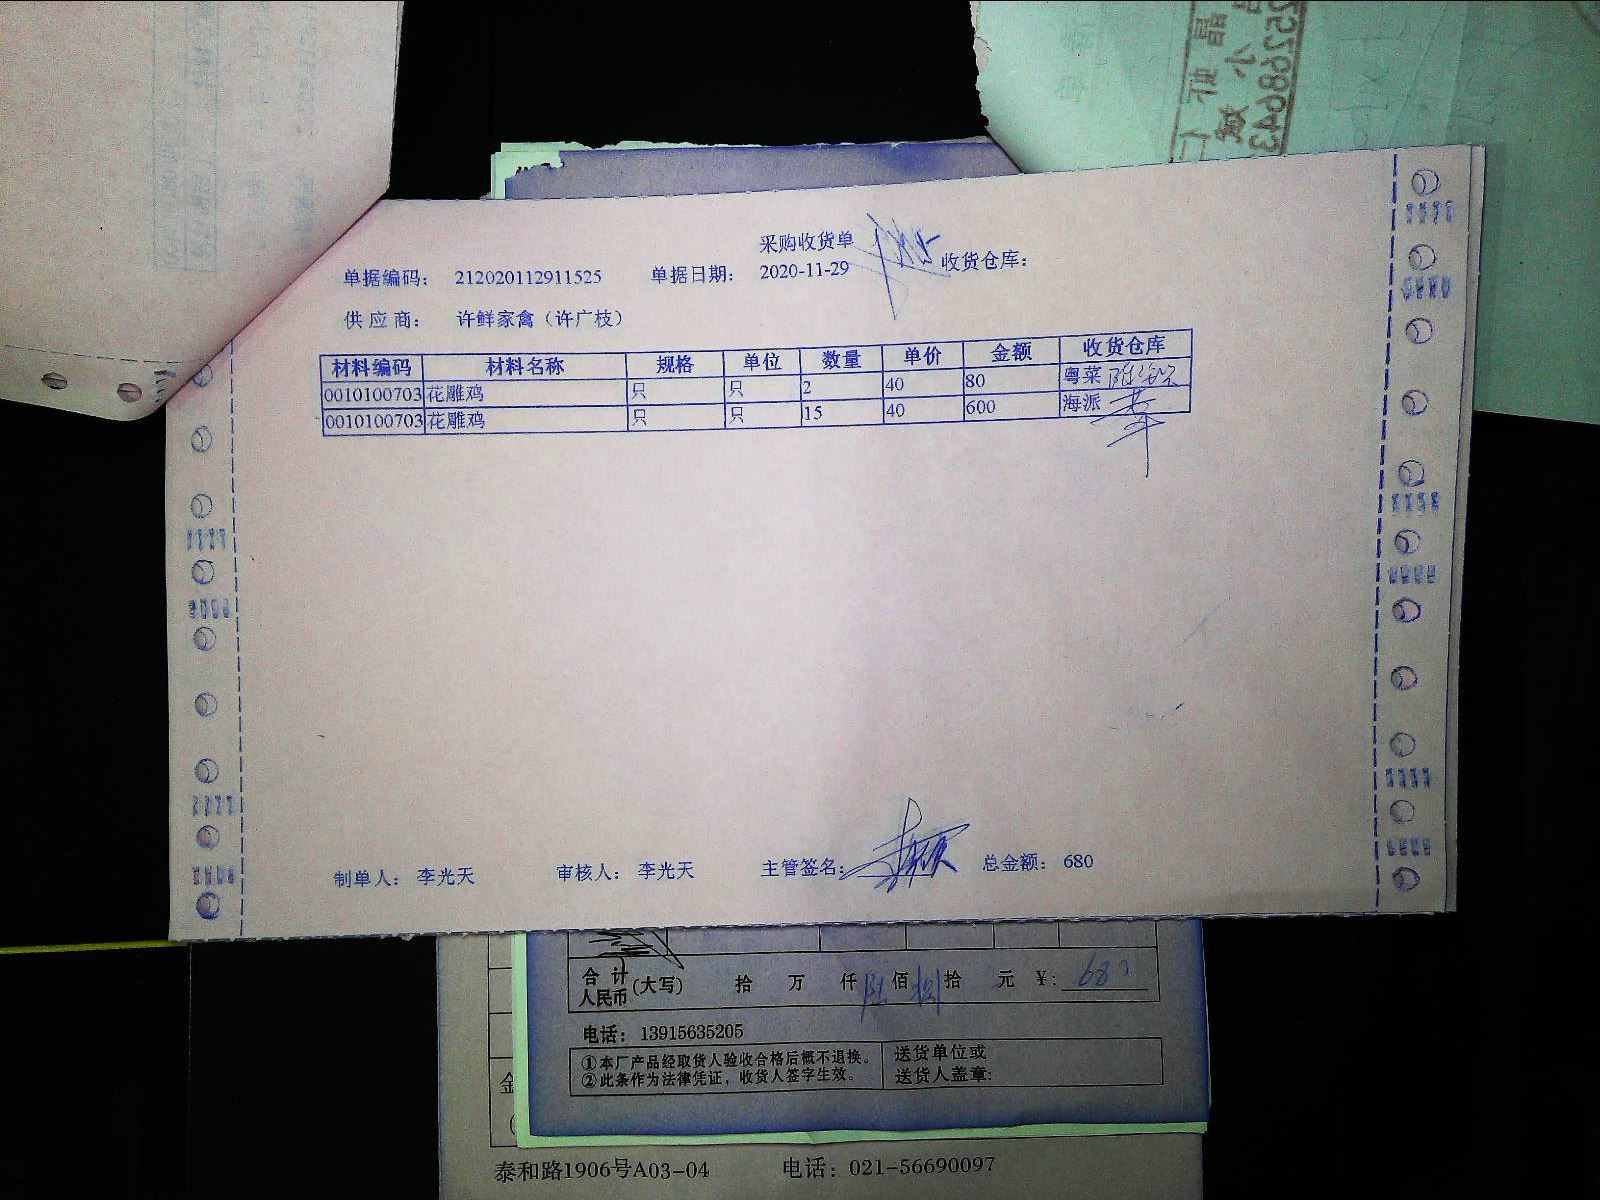 采购收货单
单据编码： 212020112911525 单据日期： 2020-11-29 收货仓库：
供应商： 许鲜家禽（许广枝）
材料编码 材料名称 规格 单位 数量 单价 金额 收货仓库
0010100703 花雕鸡 只 只 2 40 80 粤菜
0010100703 花雕鸡 只 只 15 40 600 海派
制单人： 李光天 审核人： 李光天 主管签名： 总金额： 680
合计人民币(大写) 拾 万 仟 陆 佰 捌 拾 元 ¥: 680
电话：13915635205
①本厂产品经取货人验收合格后概不退换。
②此条作为法律凭证，收货人签字生效。
送货单位或
送货人盖章:
金
泰和路1906号A03-04 电话：021-56690097